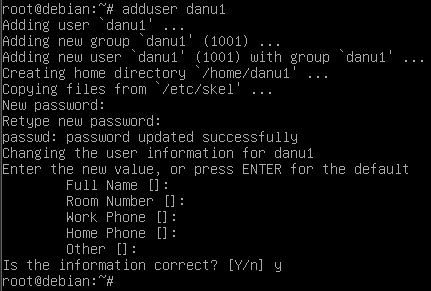 root@debian:~# adduser danu1
Adding user `danu1' ...
Adding new group `danu1' (1001) ...
Adding new user `danu1' (1001) with group `danu1' ...
Creating home directory `/home/danu1' ...
Copying files from `/etc/skel' ...
New password:
Retype new password:
passwd: password updated successfully
Changing the user information for danu1
Enter the new value, or press ENTER for the default
Full Name []:
Room Number []:
Work Phone []:
Home Phone []:
Other []:
Is the information correct? [Y/n] y
root@debian:~#